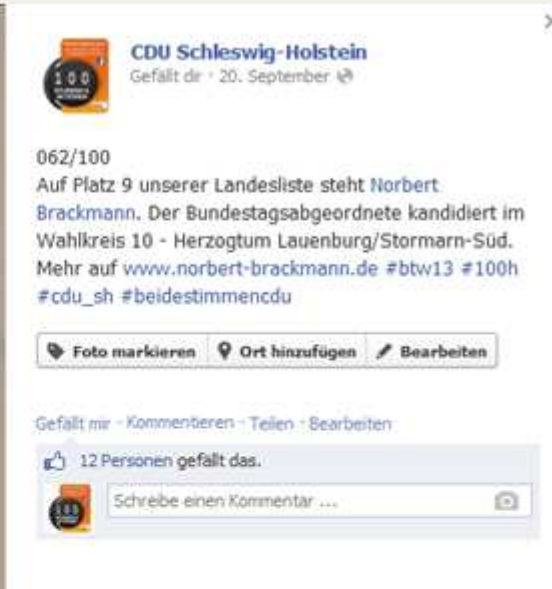 CDU Schleswig-Holstein
Gefällt dir · 20. September
062/100
Auf Platz 9 unserer Landesliste steht Norbert
Brackmann. Der Bundestagsabgeordnete kandidiert im
Wahlkreis 10 - Herzogtum Lauenburg/Stormarn-Süd.
Mehr auf www.norbert-brackmann.de #btw13 #100h
#cdu_sh #beidestimmencdu
Foto markieren Ort hinzufügen Bearbeiten
Gefällt mir · Kommentieren · Teilen · Bearbeiten
12 Personen gefällt das.
Schreibe einen Kommentar ...
100
100